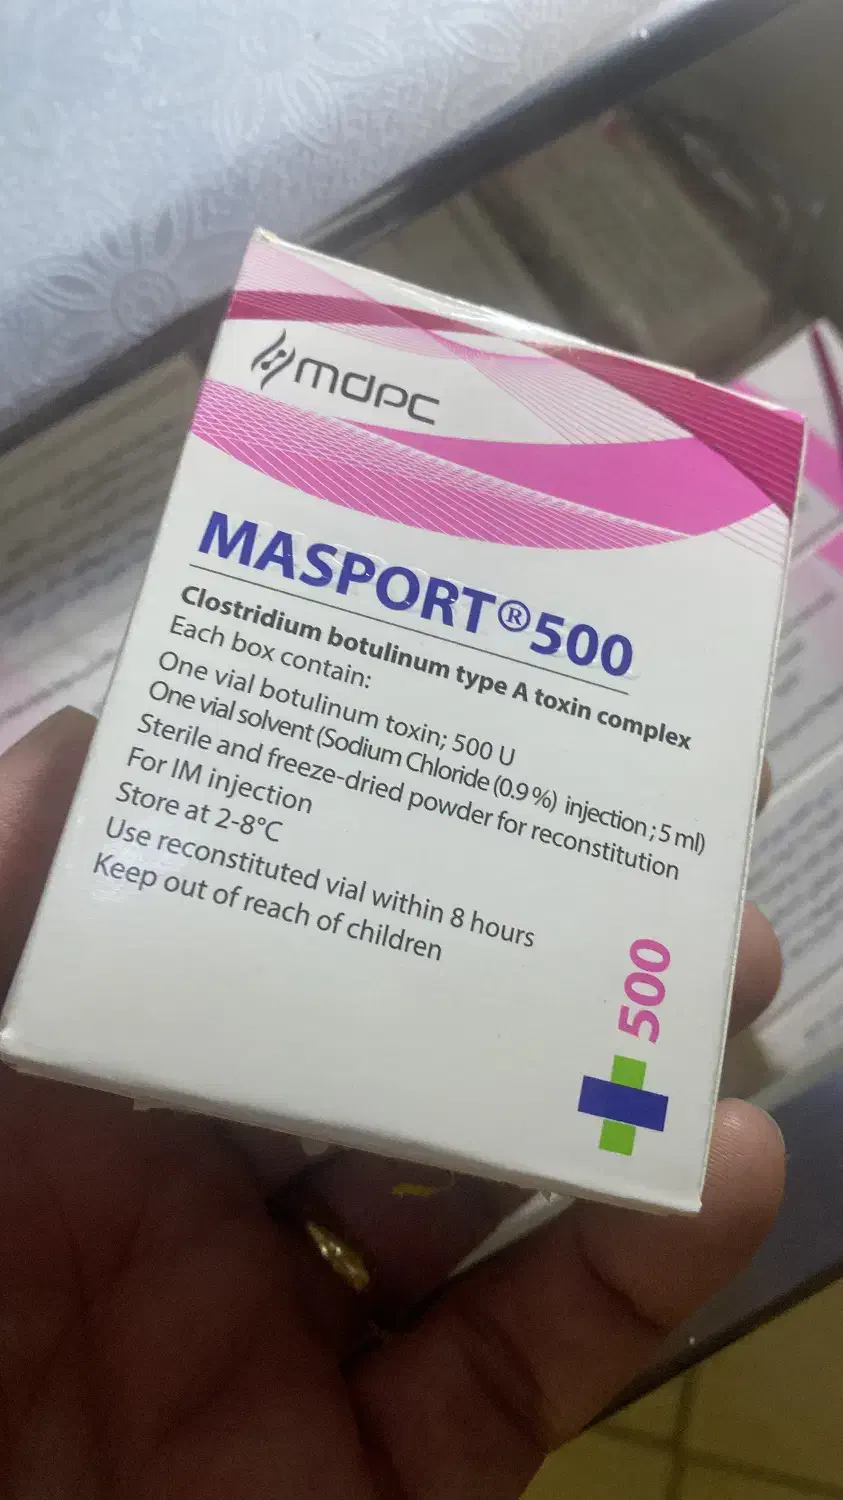 mdpc
MASPORT®500
Clostridium botulinum type A toxin complex
Each box contain:
One vial botulinum toxin; 500 U
One vial solvent (Sodium Chloride (0.9 %) injection ; 5 ml)
Sterile and freeze-dried powder for reconstitution
For IM injection
Store at 2-8°C
Use reconstituted vial within 8 hours
Keep out of reach of children
500